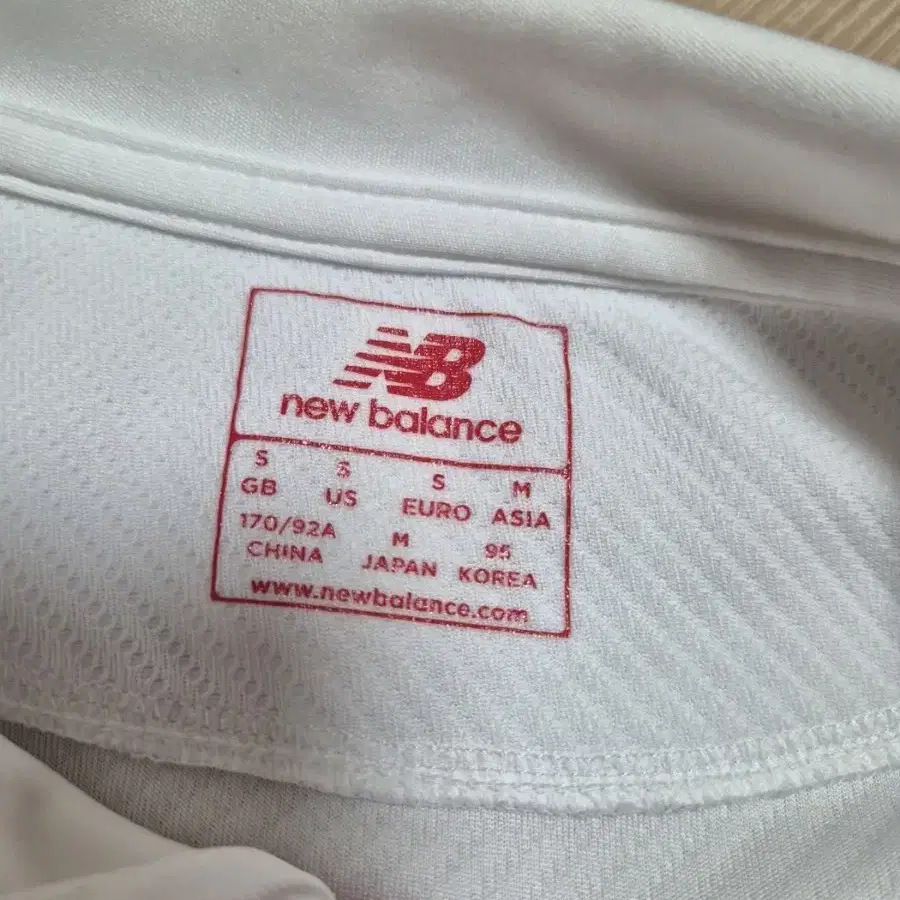 NB
new balance
S S S M
GB US EURO ASIA
170/92A M 95
CHINA JAPAN KOREA
www.newbalance.com